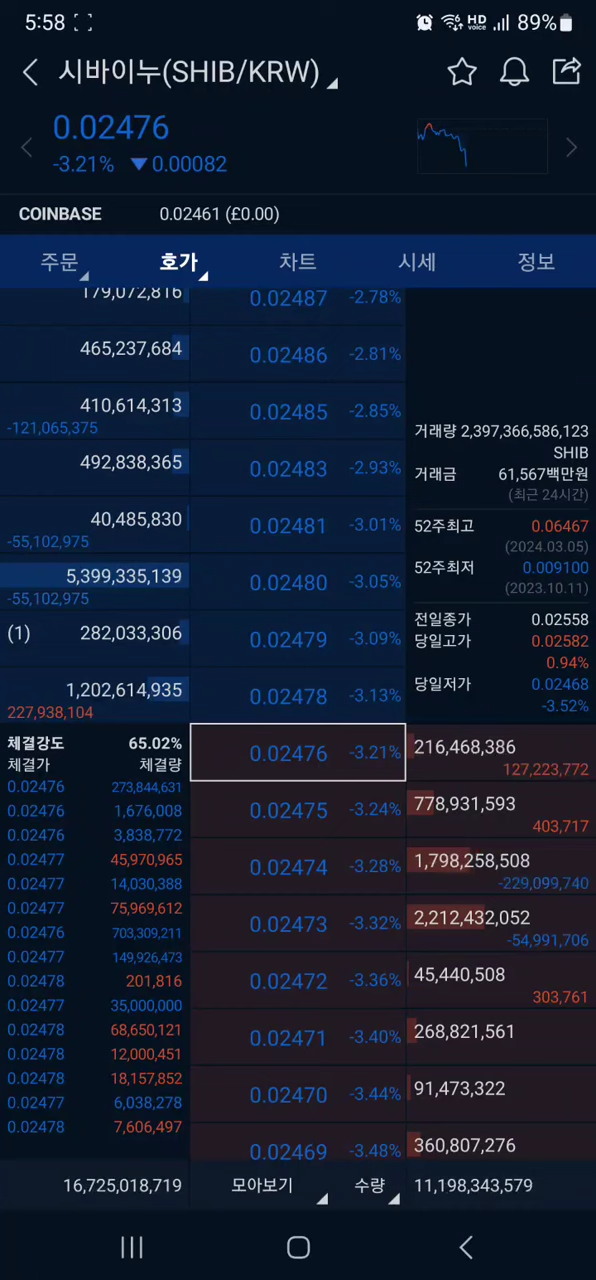 5:58
HD voice 89%
시바이누(SHIB/KRW)
0.02476
-3.21% ▼0.00082
COINBASE 0.02461 (£0.00)
주문 호가 차트 시세 정보
179,072,816 0.02487 -2.78%
465,237,684 0.02486 -2.81%
410,614,313 0.02485 -2.85%
-121,065,375
492,838,365 0.02483 -2.93%
40,485,830 0.02481 -3.01%
-55,102,975
5,399,335,139 0.02480 -3.05%
-55,102,975
(1) 282,033,306 0.02479 -3.09%
1,202,614,935 0.02478 -3.13%
227,938,104
거래량 2,397,366,586,123
SHIB
거래금 61,567백만원
(최근 24시간)
52주최고 0.06467
(2024.03.05)
52주최저 0.009100
(2023.10.11)
전일종가 0.02558
당일고가 0.02582
0.94%
당일저가 0.02468
-3.52%
체결강도 65.02%
체결가 체결량
0.02476 273,844,631
0.02476 1,676,008
0.02476 3,838,772
0.02477 45,970,965
0.02477 14,030,388
0.02477 75,969,612
0.02476 703,309,211
0.02477 149,926,473
0.02478 201,816
0.02477 35,000,000
0.02478 68,650,121
0.02478 12,000,451
0.02478 18,157,852
0.02477 6,038,278
0.02478 7,606,497
0.02476 -3.21% 216,468,386
127,223,772
0.02475 -3.24% 778,931,593
403,717
0.02474 -3.28% 1,798,258,508
-229,099,740
0.02473 -3.32% 2,212,432,052
-54,991,706
0.02472 -3.36% 45,440,508
303,761
0.02471 -3.40% 268,821,561
0.02470 -3.44% 91,473,322
0.02469 -3.48% 360,807,276
16,725,018,719 모아보기 수량 11,198,343,579